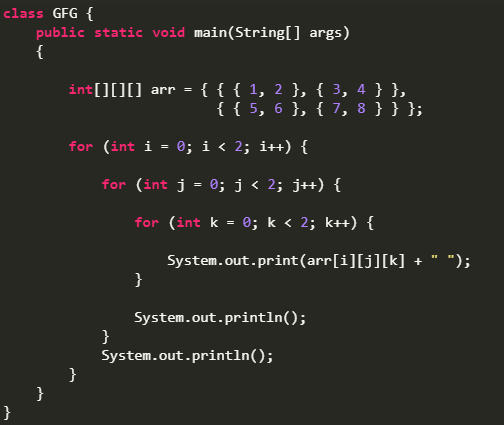 class GFG {
    public static void main(String[] args)
    {

        int[][][] arr = { { { 1, 2 }, { 3, 4 } },
                          { { 5, 6 }, { 7, 8 } } };

        for (int i = 0; i < 2; i++) {

            for (int j = 0; j < 2; j++) {

                for (int k = 0; k < 2; k++) {

                    System.out.print(arr[i][j][k] + " ");
                }

                System.out.println();
            }
            System.out.println();
        }
    }
}